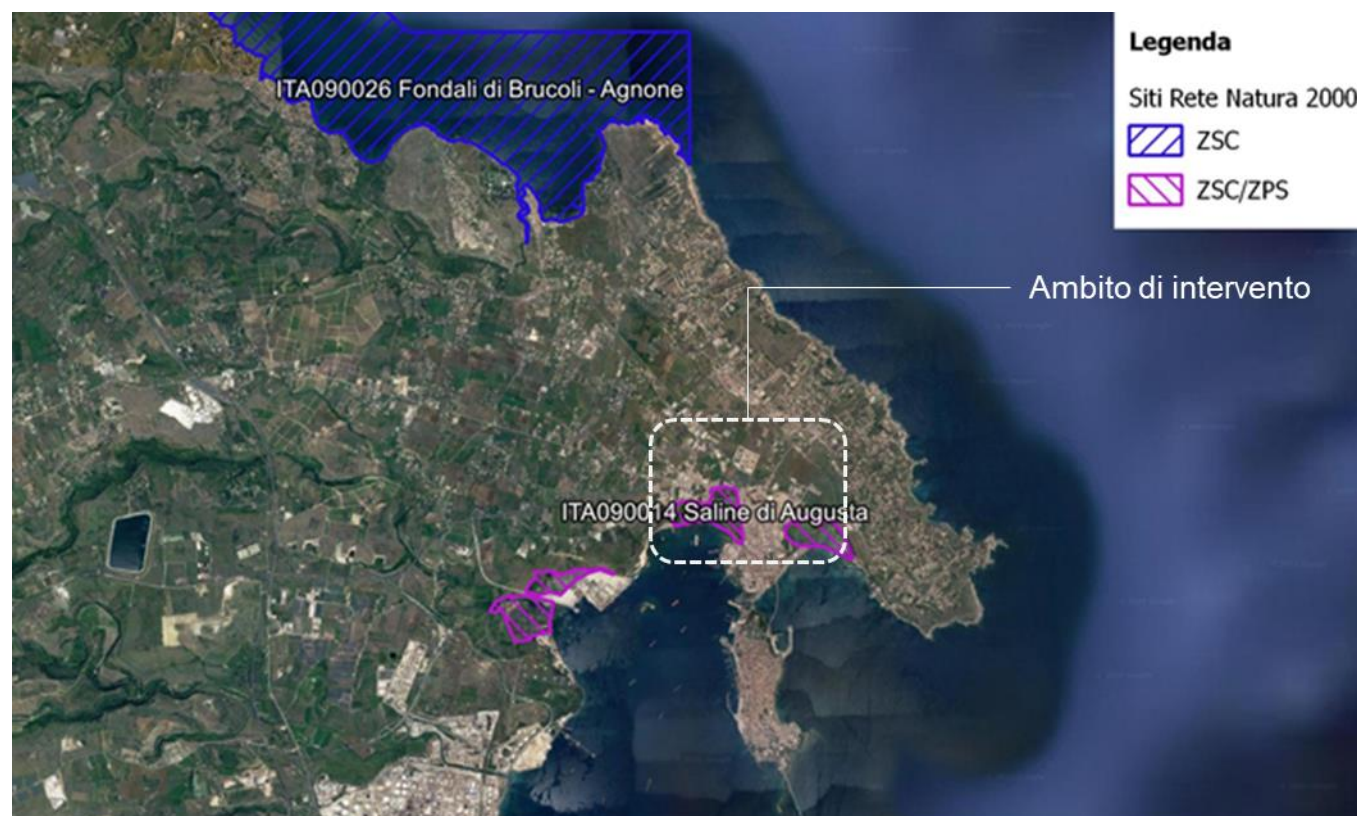 ITA090026 Fondali di Brucoli - Agnone
Legenda
Siti Rete Natura 2000
ZSC
ZSC/ZPS
Ambito di intervento
ITA090014 Saline di Augusta